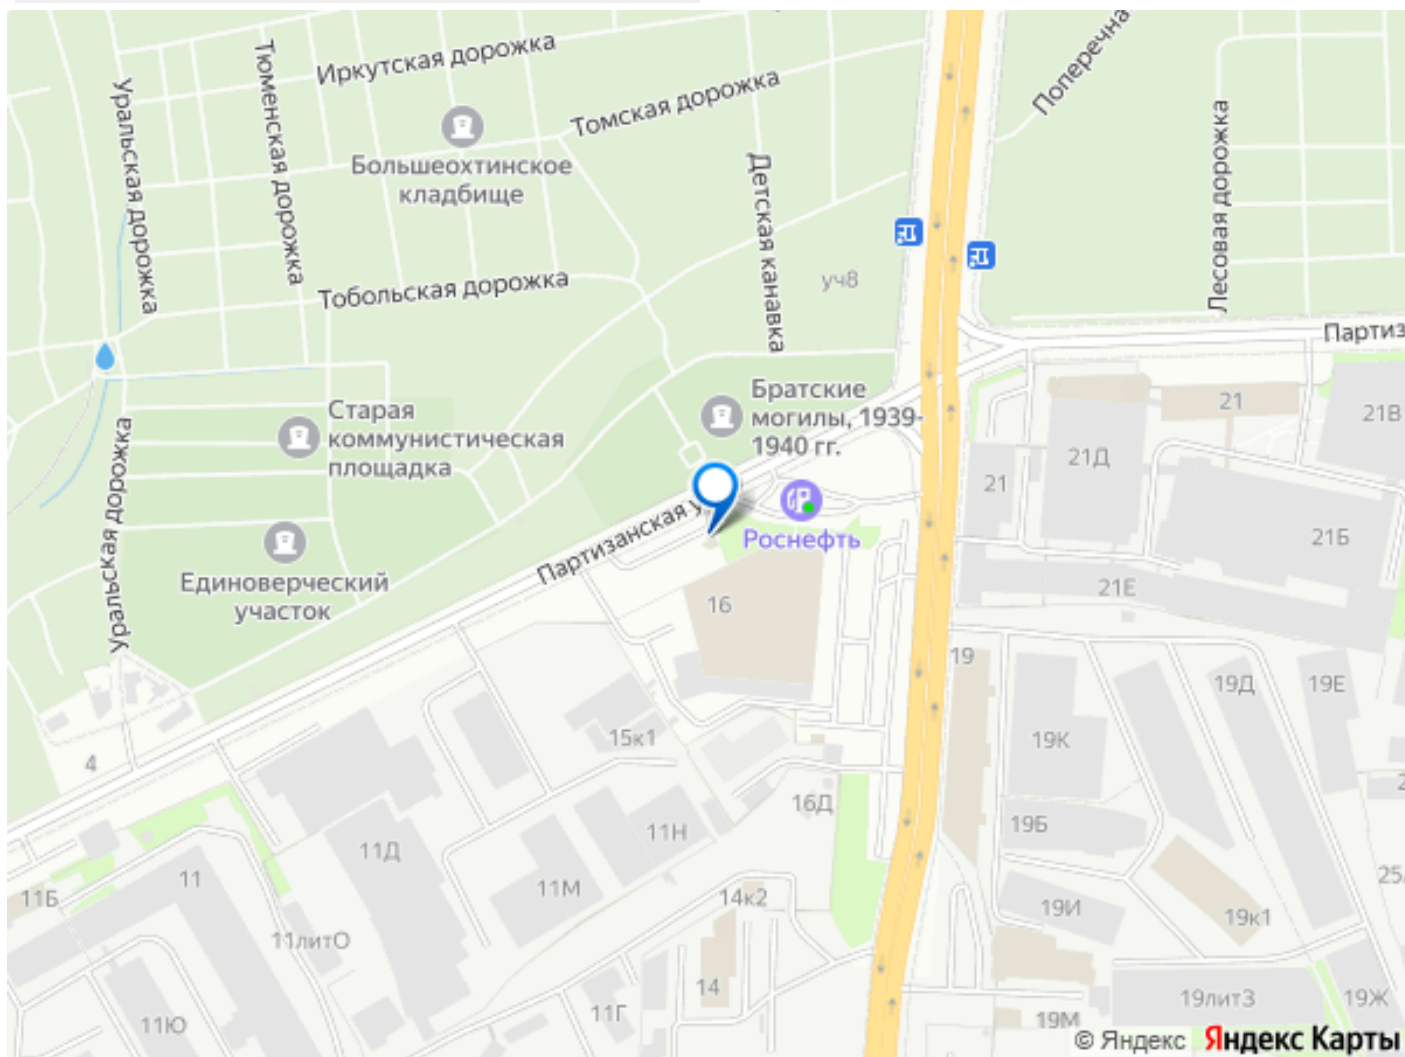 Иркутская дорожка
Томская дорожка
Поперечна
Уральская дорожка
Тюменская дорожка
Большеохтинское
кладбище
Детская канавка
Лесовая дорожка
Тобольская дорожка
уч8
Партиз
Братские
могилы, 1939-
1940 гг.
21
21В
Старая
коммунистическая
площадка
21Д
21
Уральская дорожка
Партизанская у
Роснефть
21Б
Единоверческий
участок
16
21Е
19
19Д
19Е
15к1
19К
4
16Д
11Н
19Б
11Д
11
11М
14к2
11Б
25
19И
19к1
11литО
14
11Г
11Ю
19лит3
19Ж
19М
© Яндекс Яндекс Карты